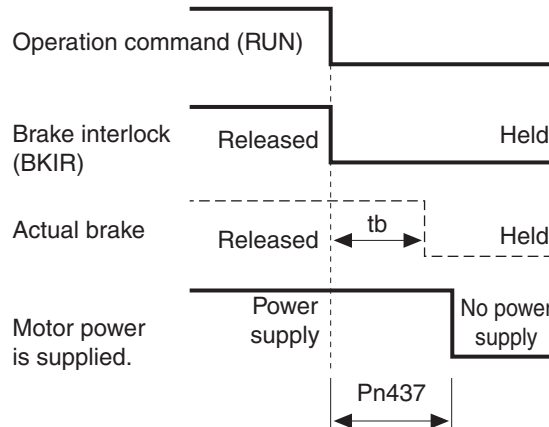 Operation command (RUN)
Brake interlock
(BKIR)
Released
Held
Actual brake
Released
tb
Held
Motor power
is supplied.
Power
supply
No power
supply
Pn437